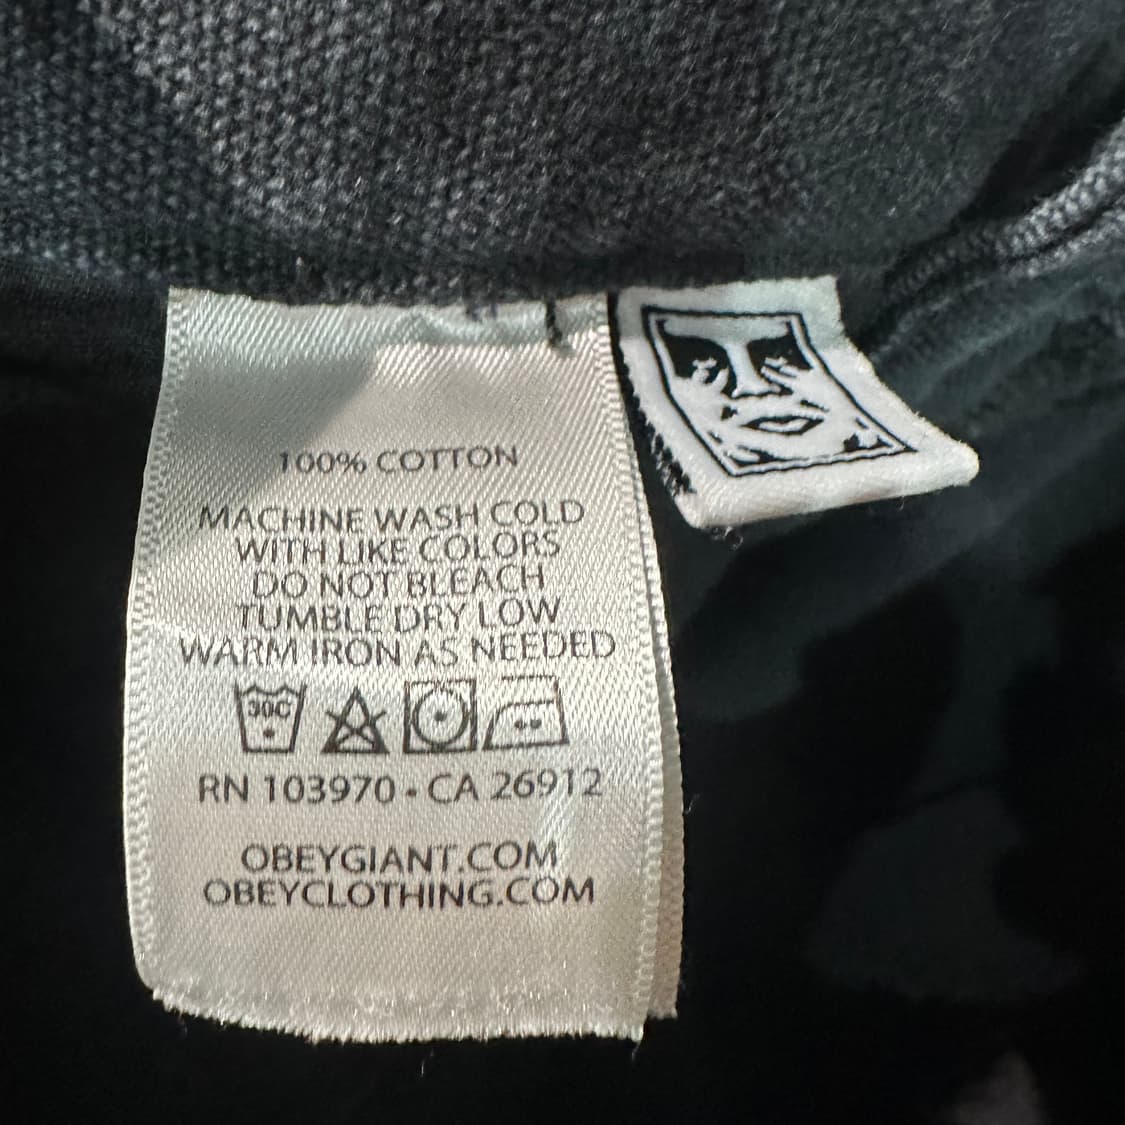 100% COTTON
MACHINE WASH COLD
WITH LIKE COLORS
DO NOT BLEACH
TUMBLE DRY LOW
WARM IRON AS NEEDED
30C
RN 103970 • CA 26912
OBEYGIANT.COM
OBEYCLOTHING.COM